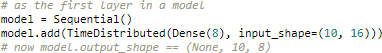 # as the first layer in a model
model = Sequential()
model.add(TimeDistributed(Dense(8), input_shape=(10, 16)))
# now model.output_shape == (None, 10, 8)